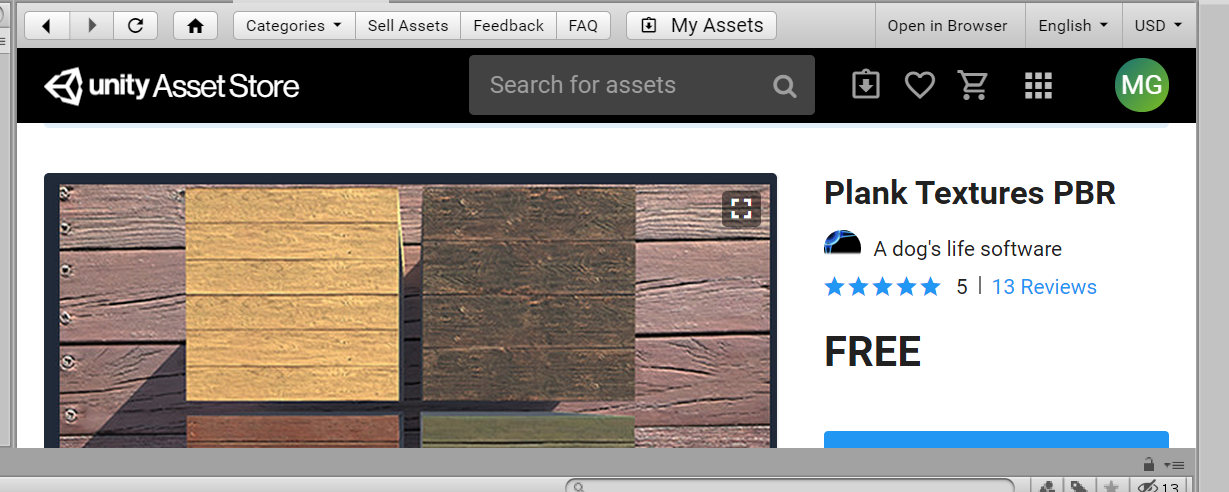 Categories Sell Assets Feedback FAQ My Assets Open in Browser English USD
unity Asset Store Search for assets MG
Plank Textures PBR
A dog's life software
5 | 13 Reviews
FREE
13